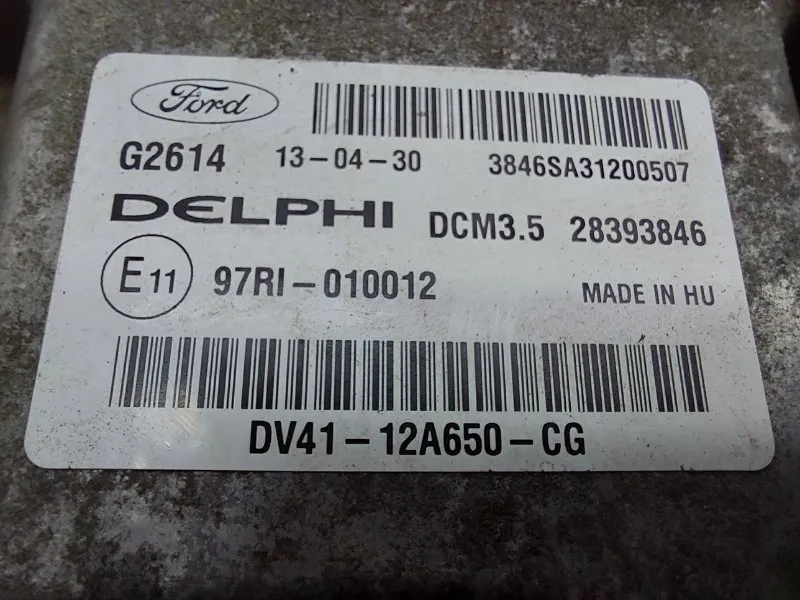 Ford
G2614 13-04-30 3846SA31200507
DELPHI DCM3.5 28393846
E11 97RI-010012 MADE IN HU
DV41-12A650-CG